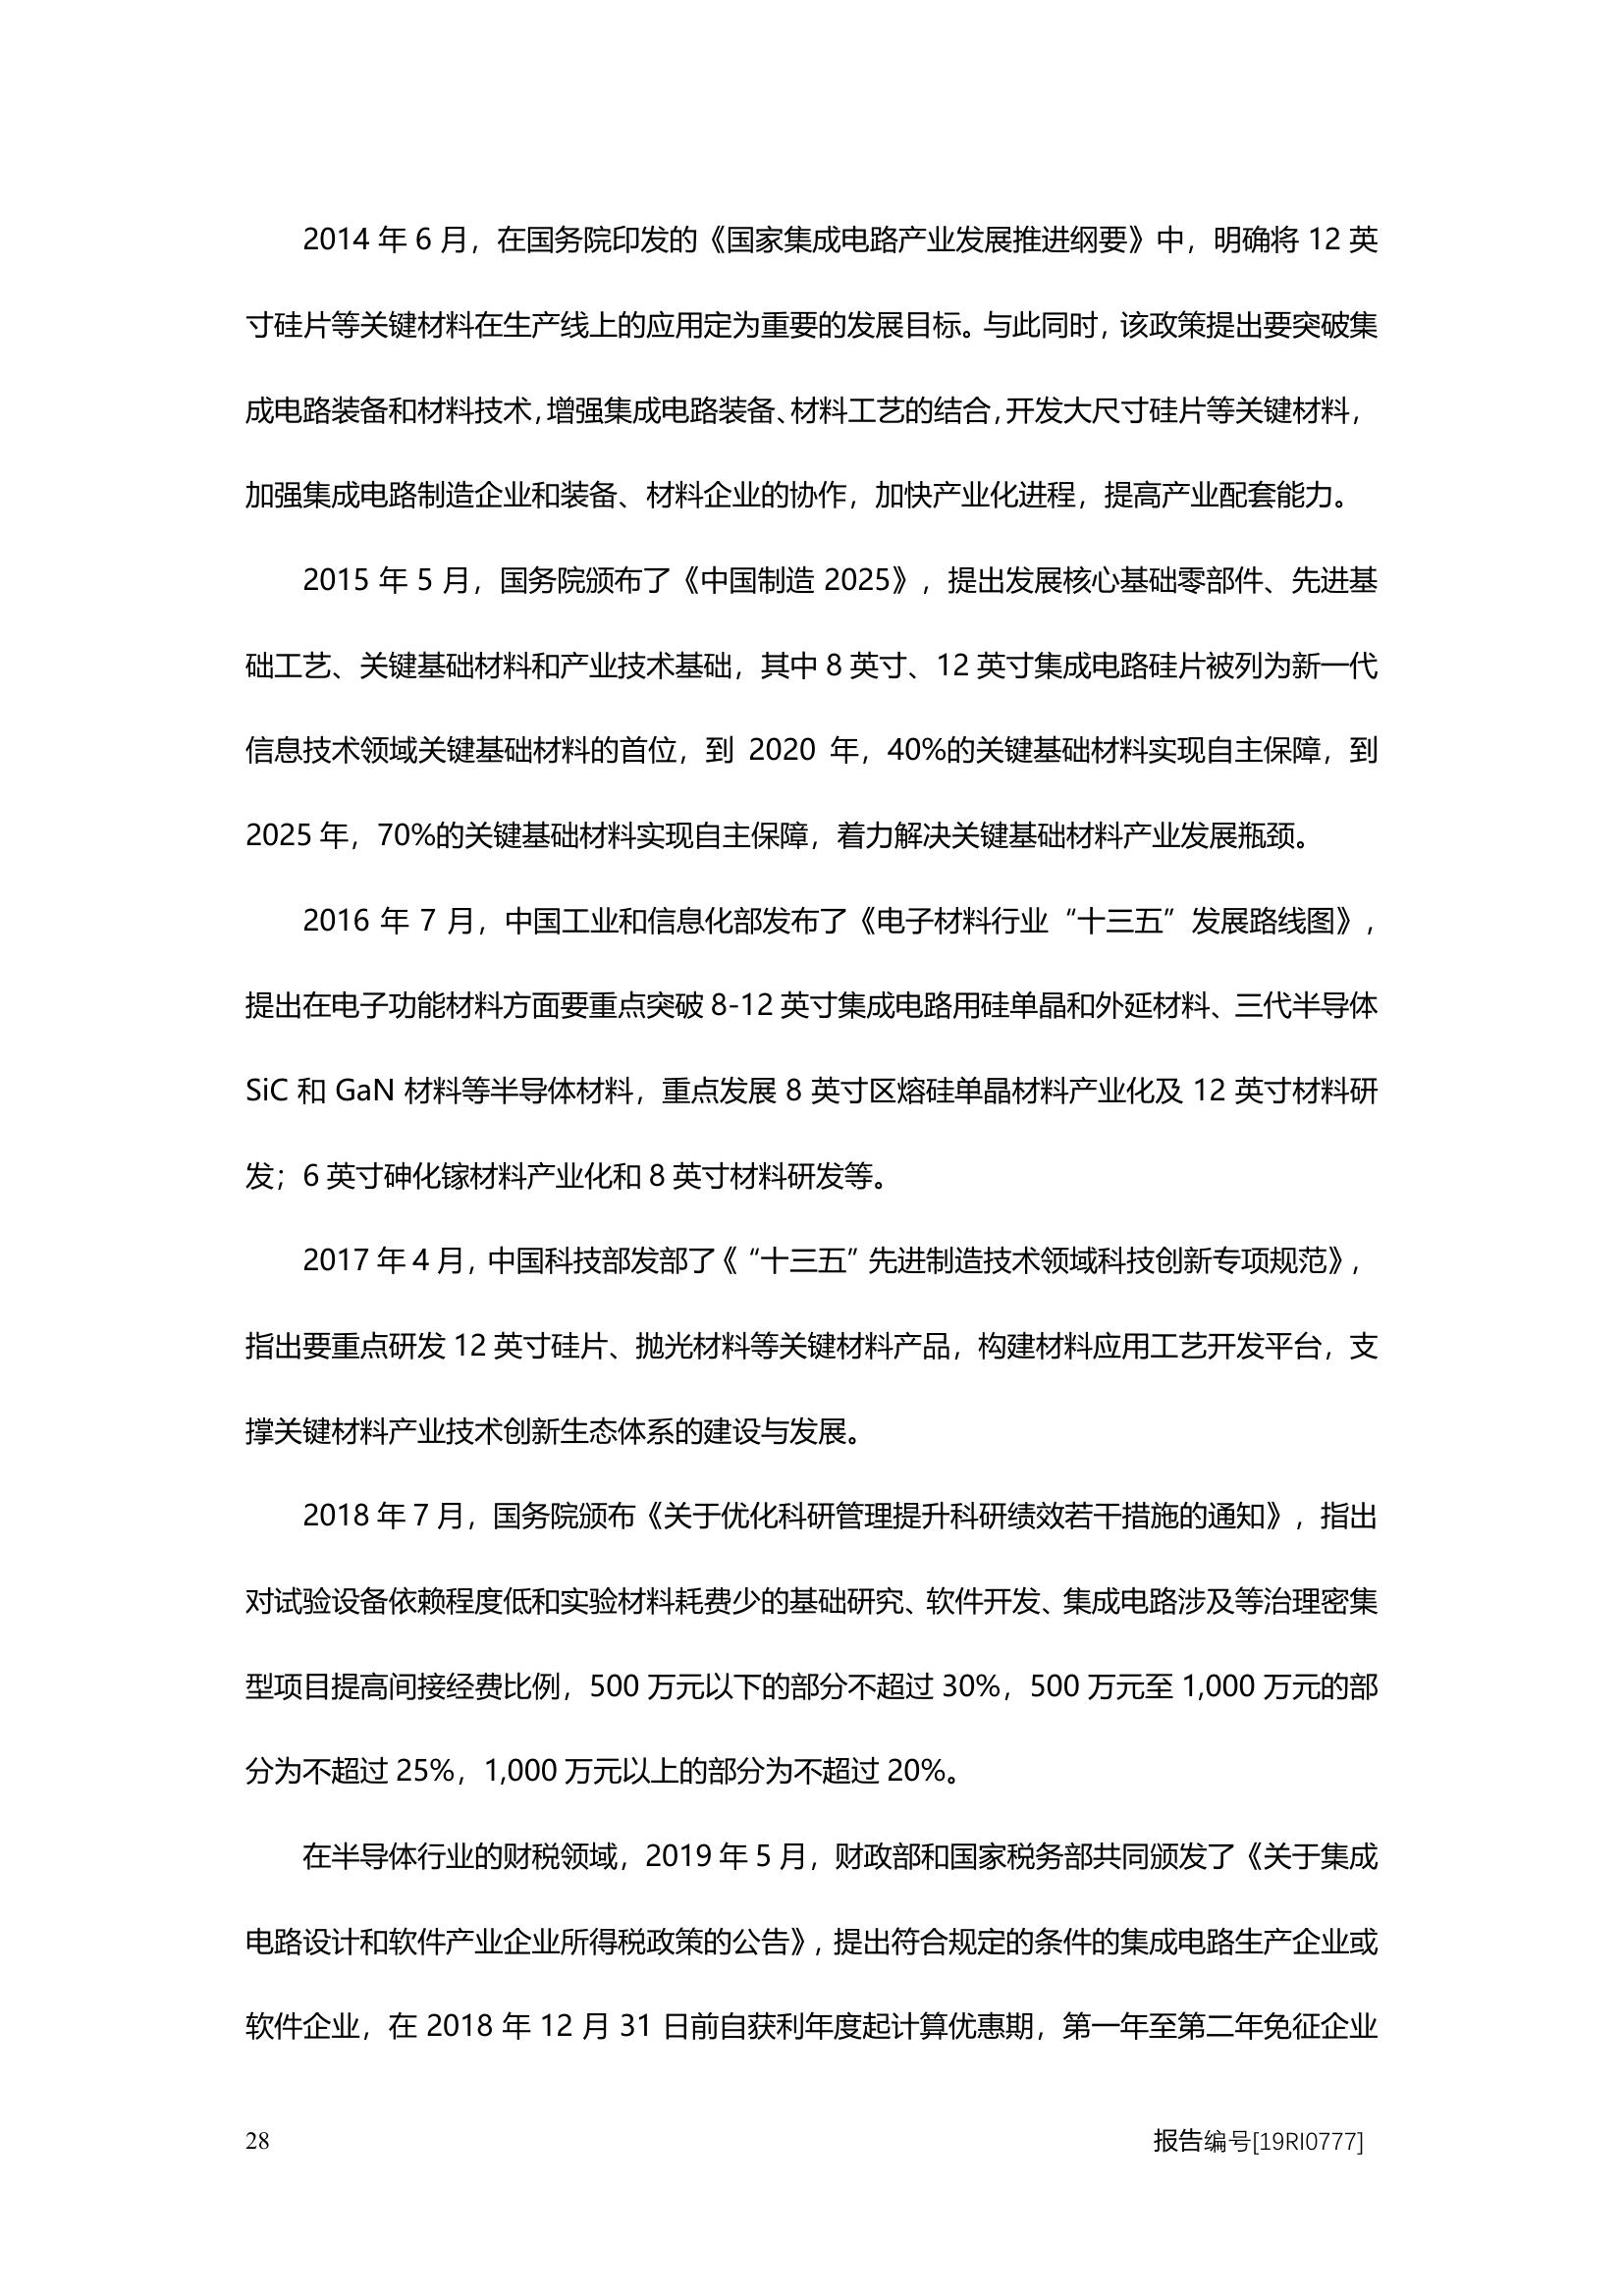 2014 年 6 月，在国务院印发的《国家集成电路产业发展推进纲要》中，明确将 12 英
寸硅片等关键材料在生产线上的应用定为重要的发展目标。与此同时，该政策提出要突破集
成电路装备和材料技术，增强集成电路装备、材料工艺的结合，开发大尺寸硅片等关键材料，
加强集成电路制造企业和装备、材料企业的协作，加快产业化进程，提高产业配套能力。
2015 年 5 月，国务院颁布了《中国制造 2025》，提出发展核心基础零部件、先进基
础工艺、关键基础材料和产业技术基础，其中 8 英寸、12 英寸集成电路硅片被列为新一代
信息技术领域关键基础材料的首位，到 2020 年，40%的关键基础材料实现自主保障，到
2025 年，70%的关键基础材料实现自主保障，着力解决关键基础材料产业发展瓶颈。
2016 年 7 月，中国工业和信息化部发布了《电子材料行业“十三五”发展路线图》，
提出在电子功能材料方面要重点突破 8-12 英寸集成电路用硅单晶和外延材料、三代半导体
SiC 和 GaN 材料等半导体材料，重点发展 8 英寸区熔硅单晶材料产业化及 12 英寸材料研
发；6 英寸砷化镓材料产业化和 8 英寸材料研发等。
2017 年 4 月，中国科技部发部了《“十三五”先进制造技术领域科技创新专项规范》，
指出要重点研发 12 英寸硅片、抛光材料等关键材料产品，构建材料应用工艺开发平台，支
撑关键材料产业技术创新生态体系的建设与发展。
2018 年 7 月，国务院颁布《关于优化科研管理提升科研绩效若干措施的通知》，指出
对试验设备依赖程度低和实验材料耗费少的基础研究、软件开发、集成电路涉及等治理密集
型项目提高间接经费比例，500 万元以下的部分不超过 30%，500 万元至 1,000 万元的部
分为不超过 25%，1,000 万元以上的部分为不超过 20%。
在半导体行业的财税领域，2019 年 5 月，财政部和国家税务部共同颁发了《关于集成
电路设计和软件产业企业所得税政策的公告》，提出符合规定的条件的集成电路生产企业或
软件企业，在 2018 年 12 月 31 日前自获利年度起计算优惠期，第一年至第二年免征企业
28 报告编号[19RI0777]